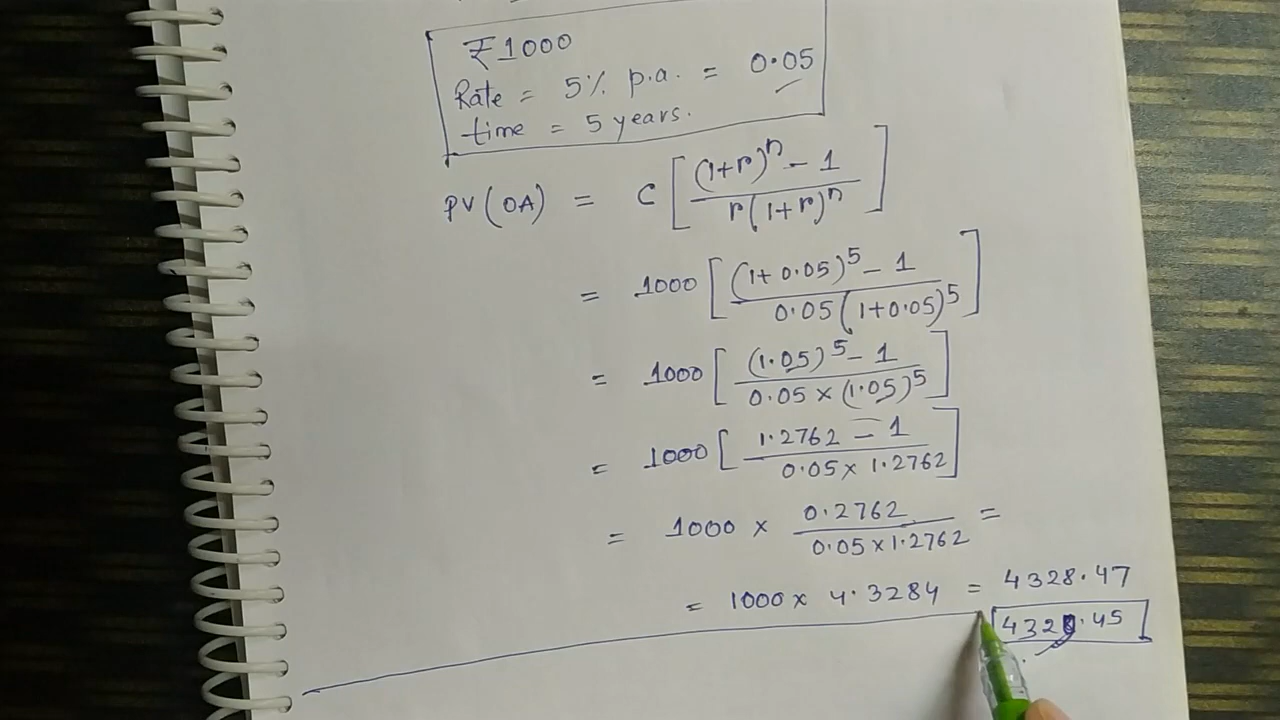 ₹1000
Rate = 5% p.a. = 0.05
time = 5 years.
PV(OA) = C [ (1+r)^n - 1 / r(1+r)^n ]
= 1000 [ (1+0.05)^5 - 1 / 0.05(1+0.05)^5 ]
= 1000 [ (1.05)^5 - 1 / 0.05 × (1.05)^5 ]
= 1000 [ 1.2762 - 1 / 0.05 × 1.2762 ]
= 1000 × 0.2762 / 0.05 × 1.2762 =
= 1000 × 4.3284 = 4328.47
4328.45